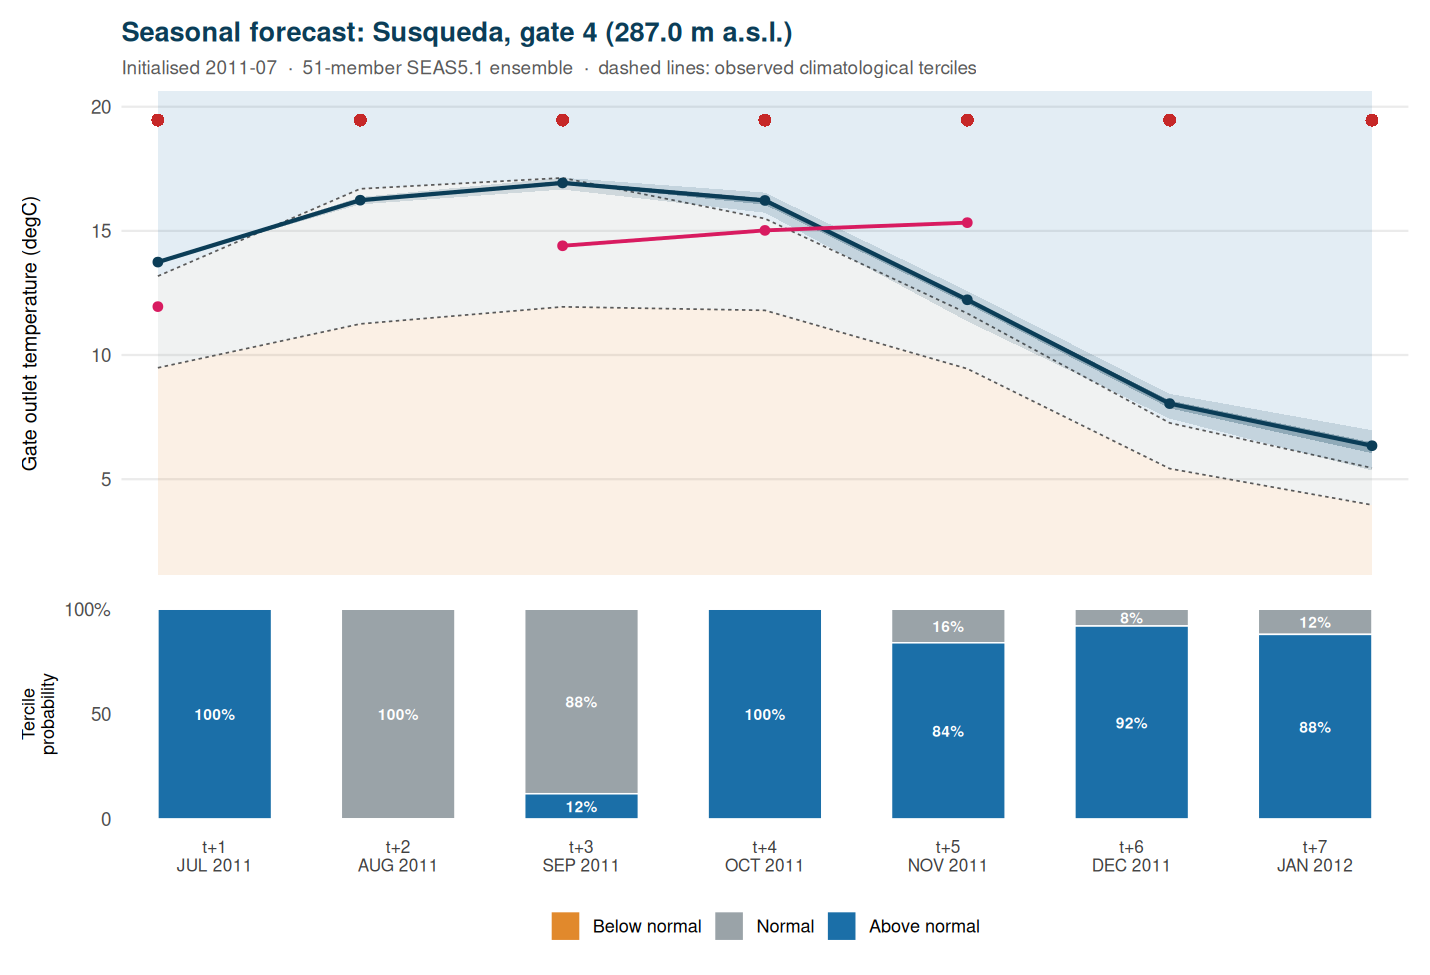 Seasonal forecast: Susqueda, gate 4 (287.0 m a.s.l.)
Initialised 2011-07 · 51-member SEAS5.1 ensemble · dashed lines: observed climatological terciles
Gate outlet temperature (degC)
20
15
10
5
Tercile
probability
100%
50
0
100%
100%
88%
12%
100%
16%
84%
8%
92%
12%
88%
t+1
JUL 2011
t+2
AUG 2011
t+3
SEP 2011
t+4
OCT 2011
t+5
NOV 2011
t+6
DEC 2011
t+7
JAN 2012
Below normal
Normal
Above normal